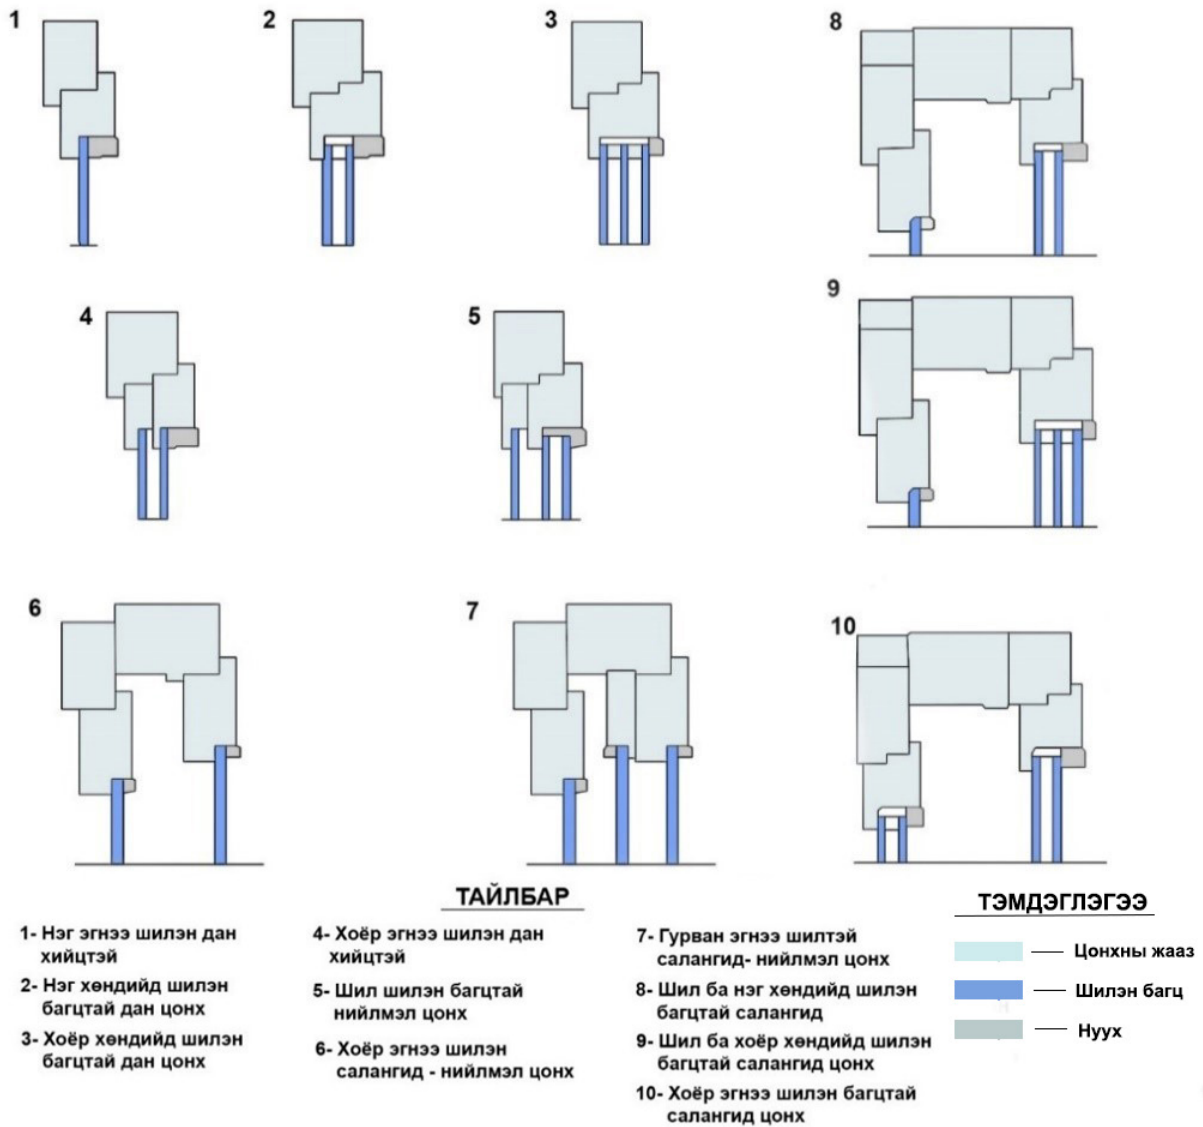 1
2
3
8
4
5
9
6
7
10
ТАЙЛБАР
1- Нэг эгнээ шилэн дан
хийцтэй
2- Нэг хөндийд шилэн
багцтай дан цонх
3- Хоёр хөндийд шилэн
багцтай дан цонх
4- Хоёр эгнээ шилэн дан
хийцтэй
5- Шил шилэн багцтай
нийлмэл цонх
6- Хоёр эгнээ шилэн
салангид - нийлмэл цонх
7- Гурван эгнээ шилтэй
салангид- нийлмэл цонх
8- Шил ба нэг хөндийд шилэн
багцтай салангид
9- Шил ба хоёр хөндийд шилэн
багцтай салангид цонх
10- Хоёр эгнээ шилэн багцтай
салангид цонх
ТЭМДЭГЛЭГЭЭ
Цонхны жааз
Шилэн багц
Нуух